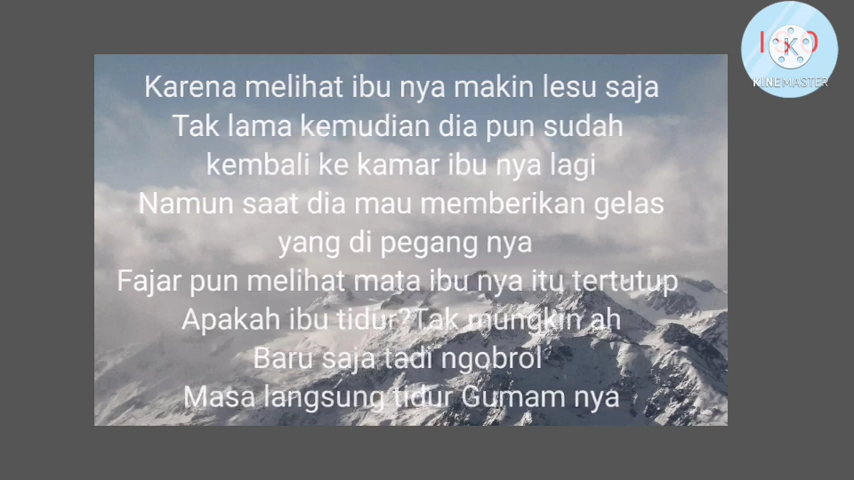 Karena melihat ibu nya makin lesu saja
Tak lama kemudian dia pun sudah
kembali ke kamar ibu nya lagi
Namun saat dia mau memberikan gelas
yang di pegang nya
Fajar pun melihat mata ibu nya itu tertutup
Apakah ibu tidur?Tak mungkin ah
Baru saja tadi ngobrol
Masa langsung tidur Gumam nya
KINEMASTER